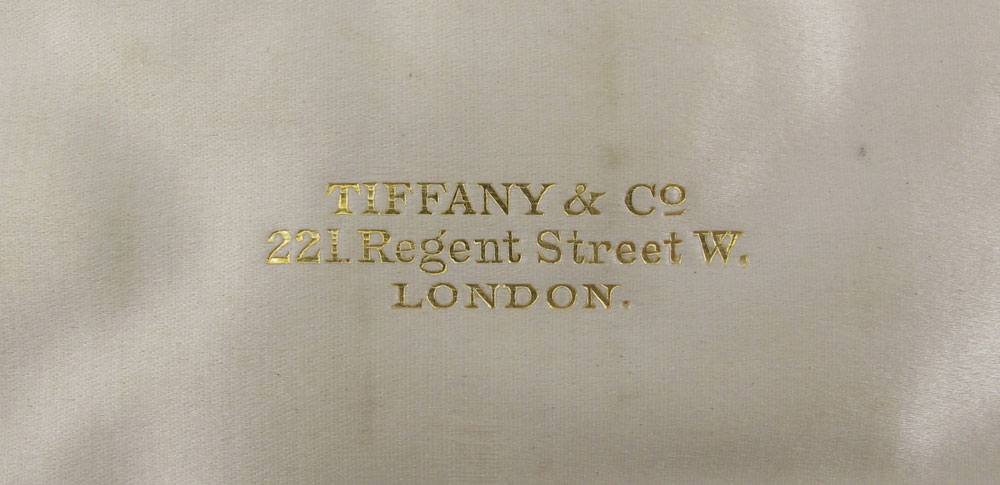 TIFFANY & Cº
221. Regent Street W.
LONDON.